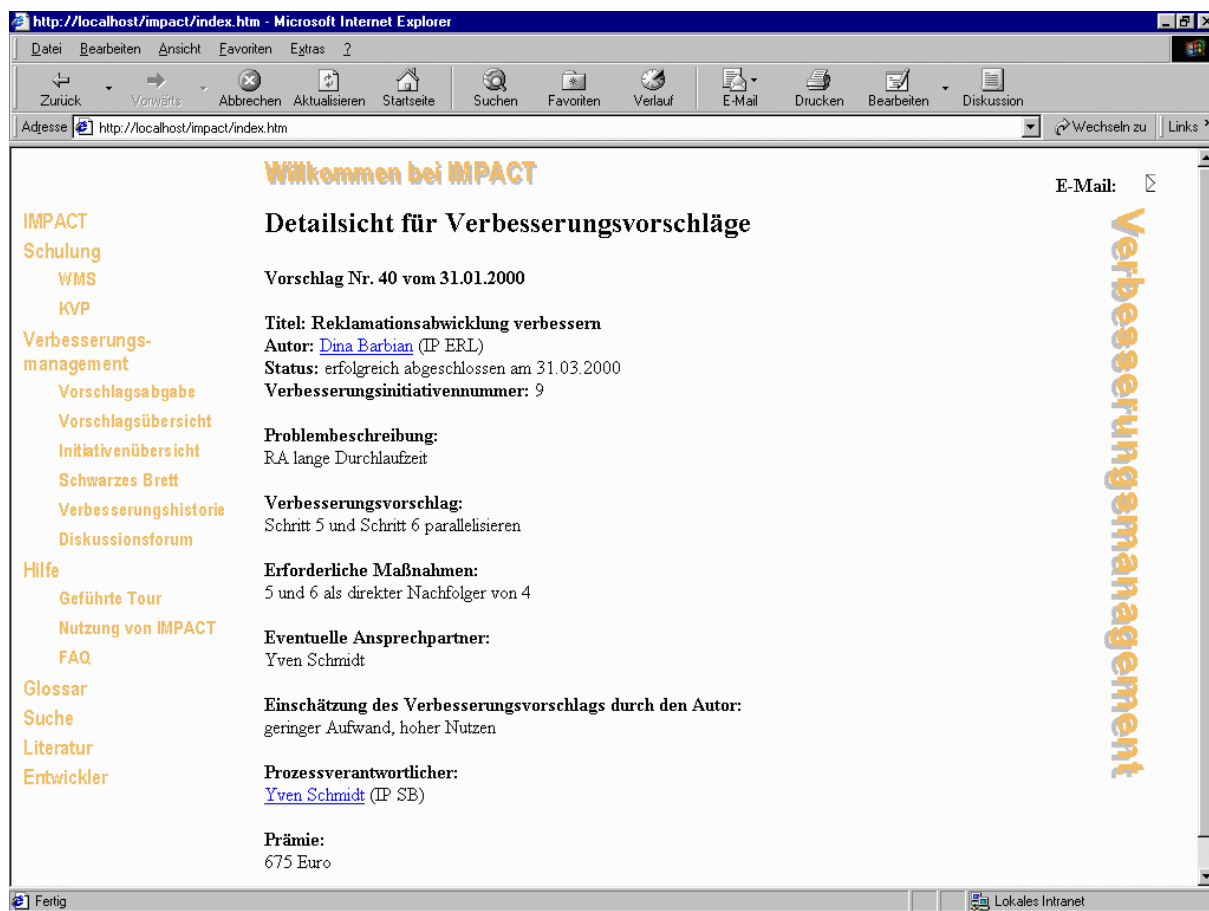 http://localhost/impact/index.htm - Microsoft Internet Explorer
Datei Bearbeiten Ansicht Favoriten Extras ?
Zurück Vorwärts Abbrechen Aktualisieren Startseite Suchen Favoriten Verlauf E-Mail Drucken Bearbeiten Diskussion
Adresse http://localhost/impact/index.htm Wechseln zu Links
Willkommen bei IMPACT
E-Mail:
IMPACT
Schulung
WMS
KVP
Verbesserungs-
management
Vorschlagsabgabe
Vorschlagsübersicht
Initiativenübersicht
Schwarzes Brett
Verbesserungshistorie
Diskussionsforum
Hilfe
Geführte Tour
Nutzung von IMPACT
FAQ
Glossar
Suche
Literatur
Entwickler
Detailsicht für Verbesserungsvorschläge
Vorschlag Nr. 40 vom 31.01.2000
Titel: Reklamationsabwicklung verbessern
Autor: Dina Barbian (IP ERL)
Status: erfolgreich abgeschlossen am 31.03.2000
Verbesserungsinitiativennummer: 9
Problembeschreibung:
RA lange Durchlaufzeit
Verbesserungsvorschlag:
Schritt 5 und Schritt 6 parallelisieren
Erforderliche Maßnahmen:
5 und 6 als direkter Nachfolger von 4
Eventuelle Ansprechpartner:
Yven Schmidt
Einschätzung des Verbesserungsvorschlags durch den Autor:
geringer Aufwand, hoher Nutzen
Prozessverantwortlicher:
Yven Schmidt (IP SB)
Prämie:
675 Euro
Verbesserungsmanagement
Fertig
Lokales Intranet